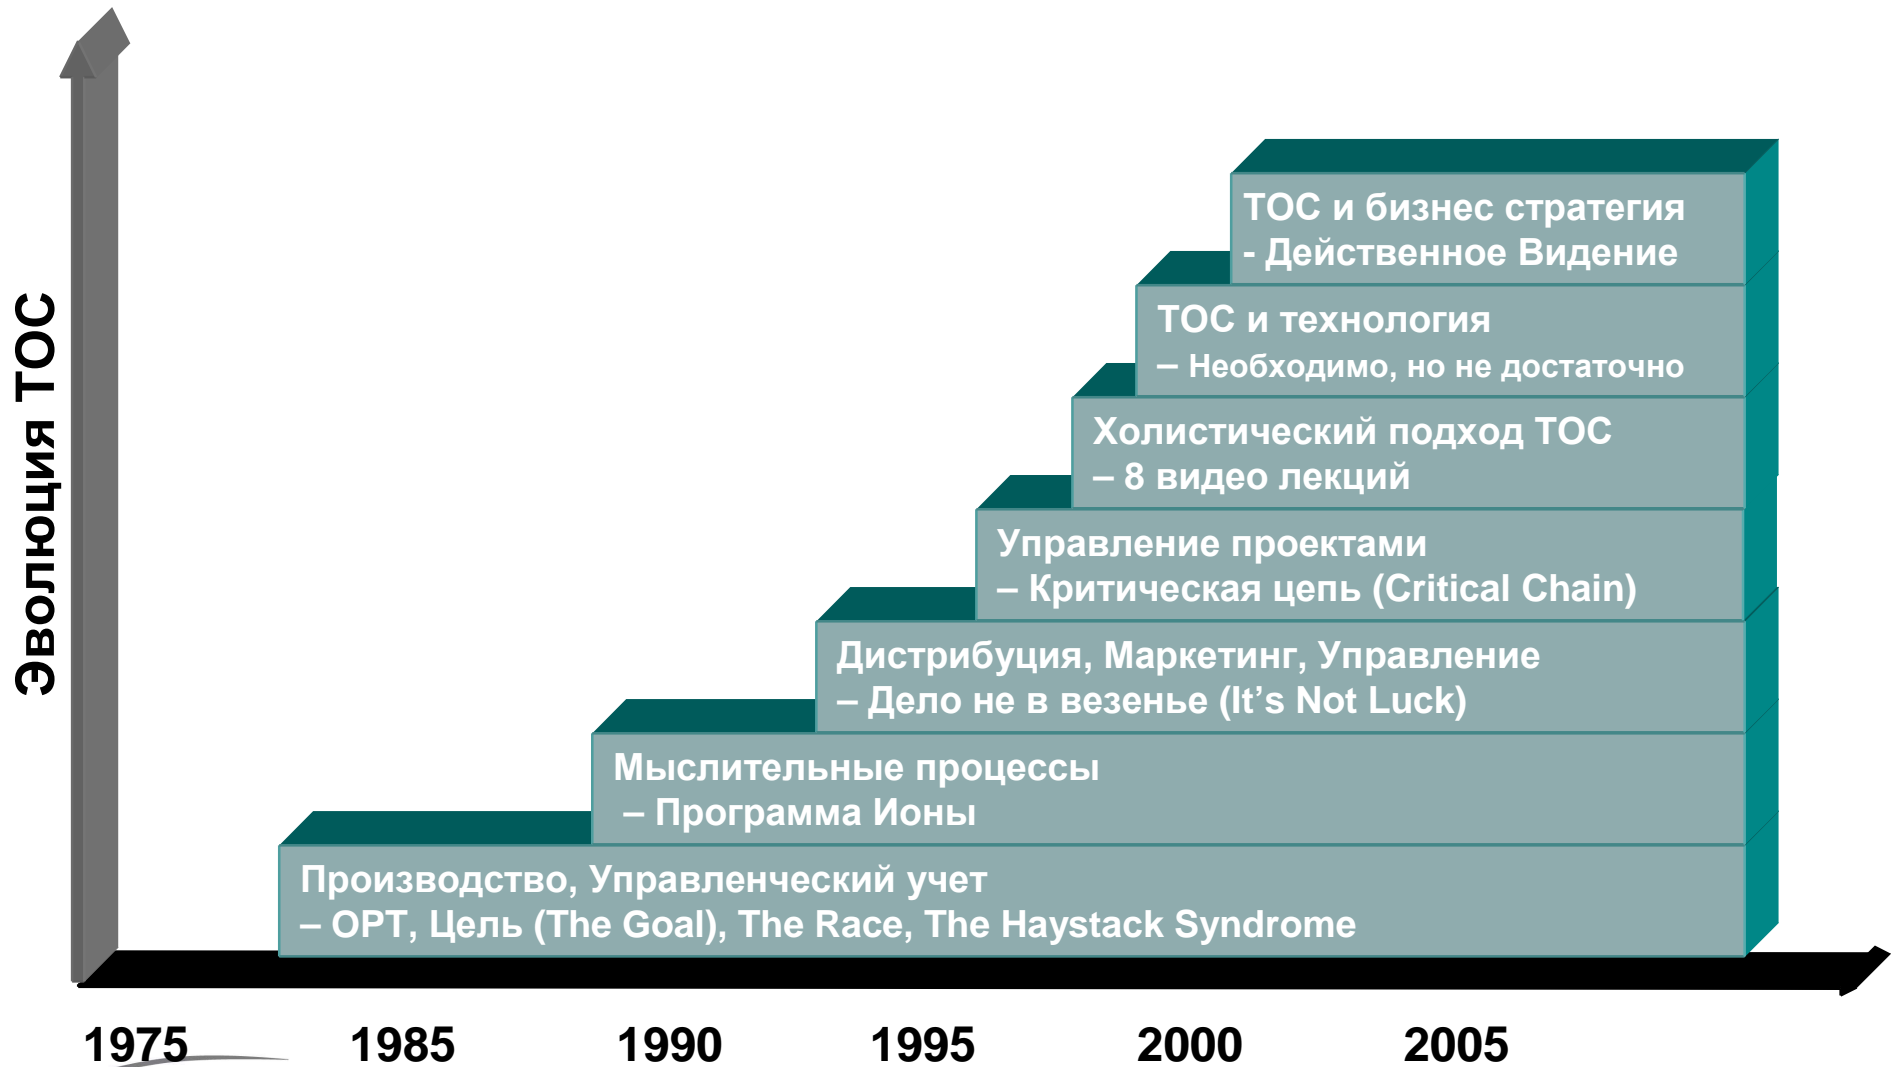 Эволюция ТОС
ТОС и бизнес стратегия
- Действенное Видение
ТОС и технология
– Необходимо, но не достаточно
Холистический подход ТОС
– 8 видео лекций
Управление проектами
– Критическая цепь (Critical Chain)
Дистрибуция, Маркетинг, Управление
– Дело не в везенье (It’s Not Luck)
Мыслительные процессы
– Программа Ионы
Производство, Управленческий учет
– OPT, Цель (The Goal), The Race, The Haystack Syndrome
1975 1985 1990 1995 2000 2005